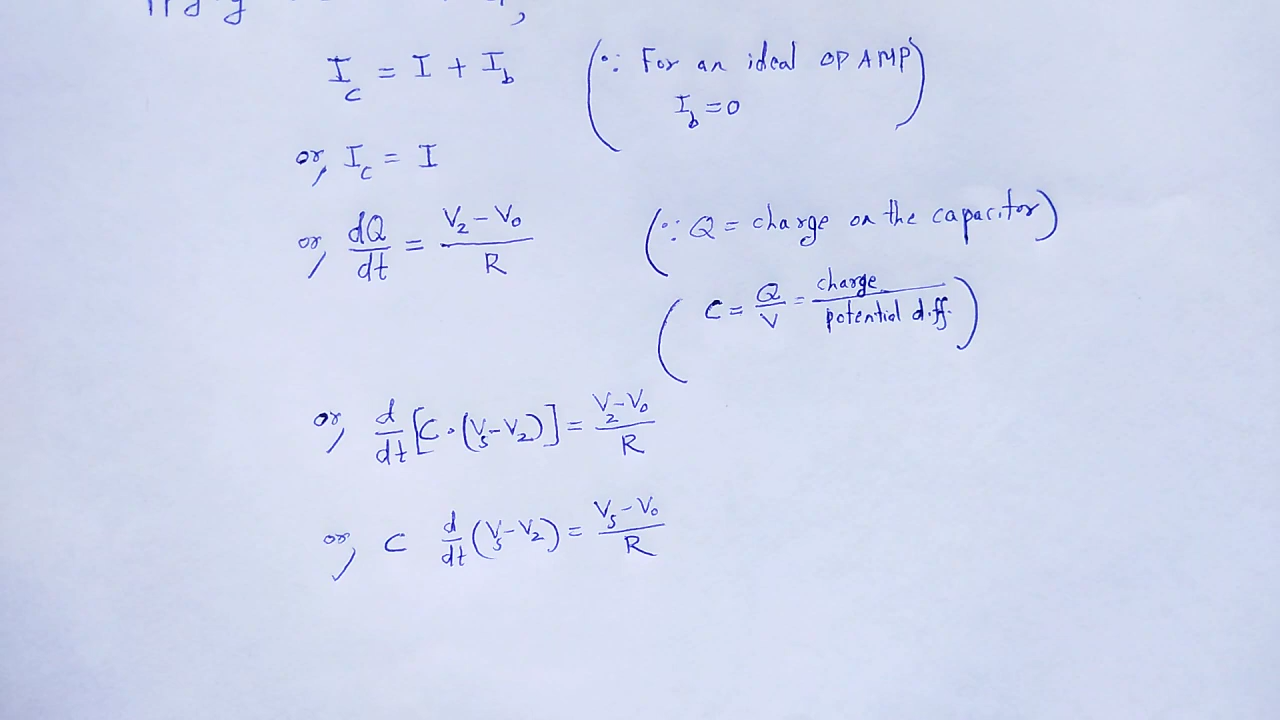 I_c = I + I_b (∵ For an ideal OP AMP)
I_b = 0
or, I_c = I
or, dQ/dt = (V_2 - V_0)/R (∵ Q = charge on the capacitor)
(C = Q/V = charge/potential diff.)
or, d/dt [C · (V_s - V_2)] = (V_2 - V_0)/R
or, C d/dt (V_s - V_2) = (V_s - V_0)/R